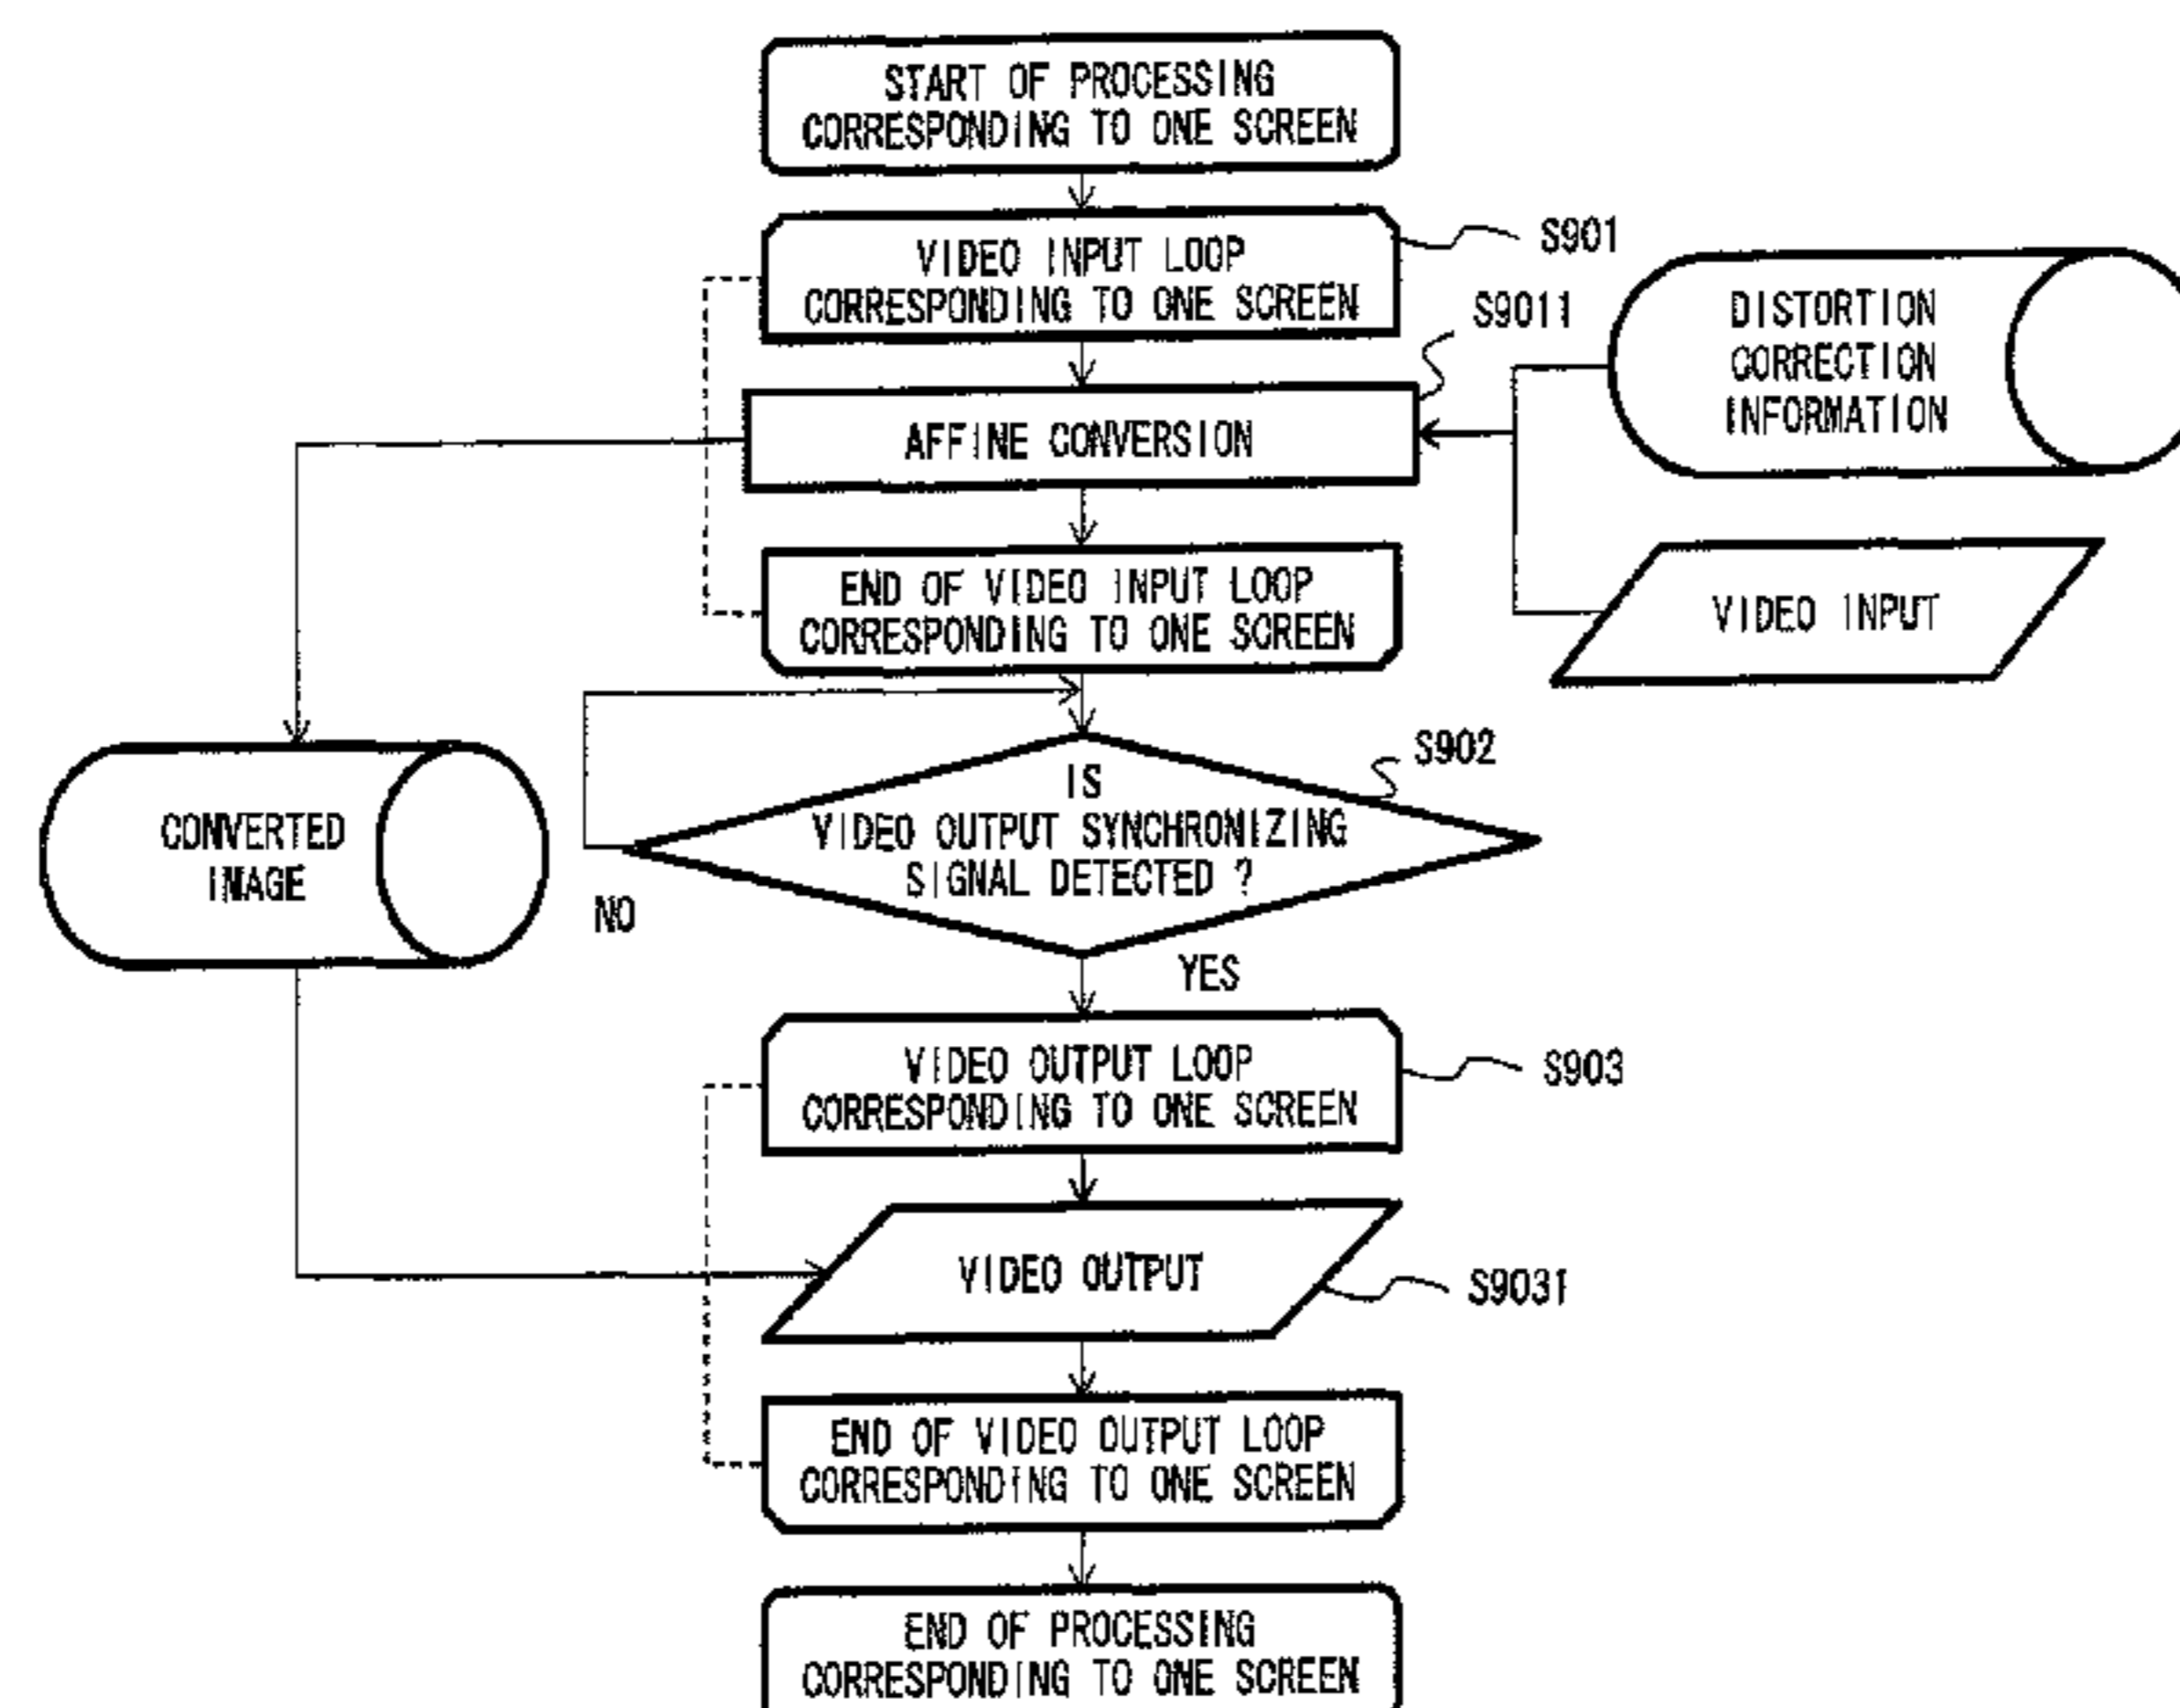 START OF PROCESSING
CORRESPONDING TO ONE SCREEN
VIDEO INPUT LOOP
CORRESPONDING TO ONE SCREEN
S901
S9011
DISTORTION
CORRECTION
INFORMATION
AFFINE CONVERSION
END OF VIDEO INPUT LOOP
CORRESPONDING TO ONE SCREEN
VIDEO INPUT
S902
IS
VIDEO OUTPUT SYNCHRONIZING
SIGNAL DETECTED ?
CONVERTED
IMAGE
NO
YES
VIDEO OUTPUT LOOP
CORRESPONDING TO ONE SCREEN
S903
VIDEO OUTPUT
S9031
END OF VIDEO OUTPUT LOOP
CORRESPONDING TO ONE SCREEN
END OF PROCESSING
CORRESPONDING TO ONE SCREEN